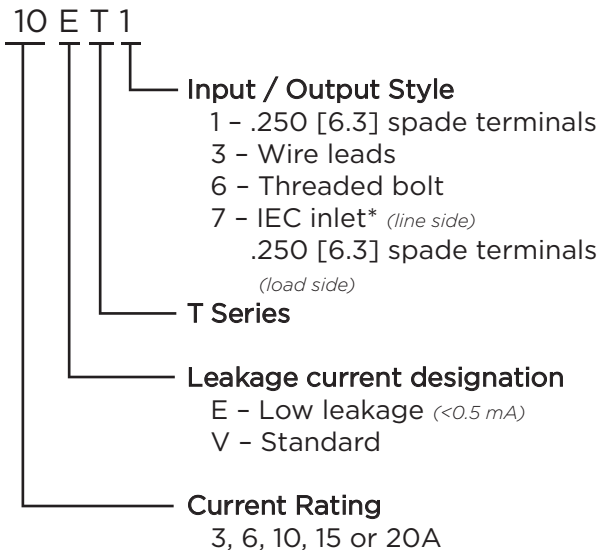 10 E T 1
Input / Output Style
1 – .250 [6.3] spade terminals
3 – Wire leads
6 – Threaded bolt
7 – IEC inlet* (line side)
.250 [6.3] spade terminals
(load side)
T Series
Leakage current designation
E – Low leakage (<0.5 mA)
V – Standard
Current Rating
3, 6, 10, 15 or 20A